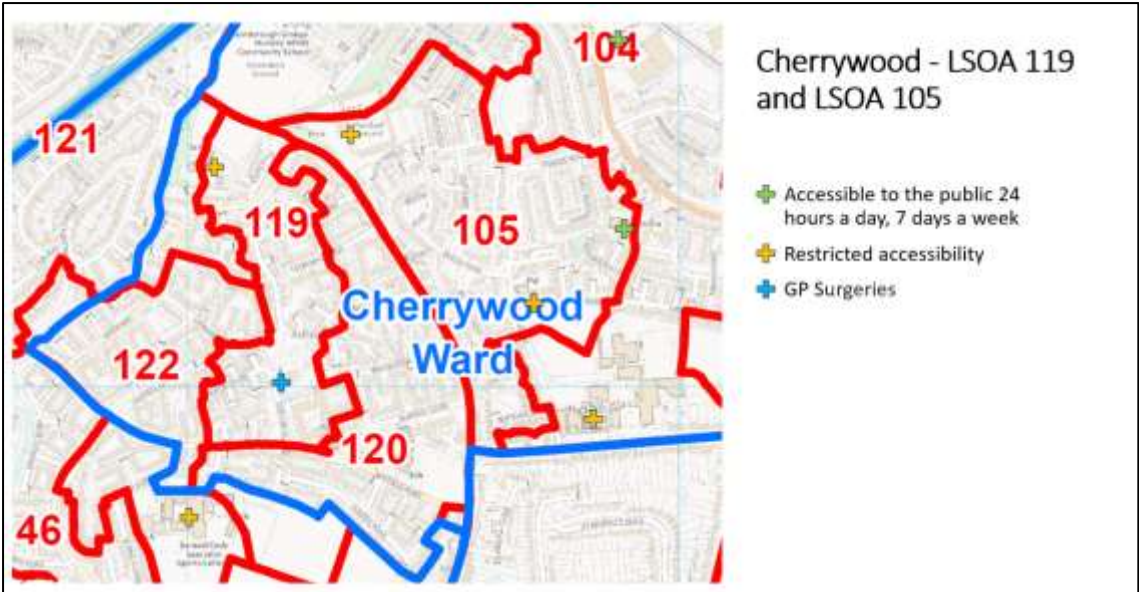 104
121
119
105
Cherrywood
Ward
122
120
46
Cherrywood - LSOA 119
and LSOA 105
Accessible to the public 24
hours a day, 7 days a week
Restricted accessibility
GP Surgeries